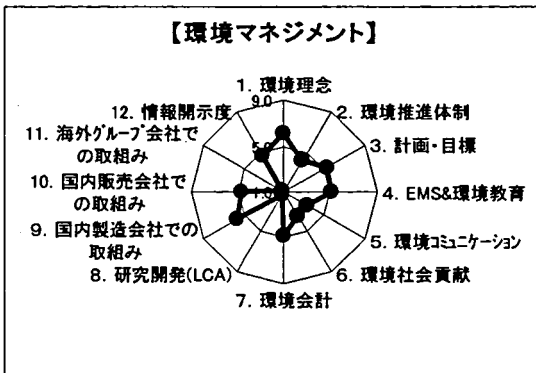 【環境マネジメント】
1. 環境理念
9.0
12. 情報開示度
2. 環境推進体制
11. 海外グループ会社で
の取組み
5.0
3. 計画・目標
10. 国内販売会社で
の取組み
1.0
4. EMS&環境教育
9. 国内製造会社での
取組み
5. 環境コミュニケーション
8. 研究開発(LCA)
6. 環境社会貢献
7. 環境会計